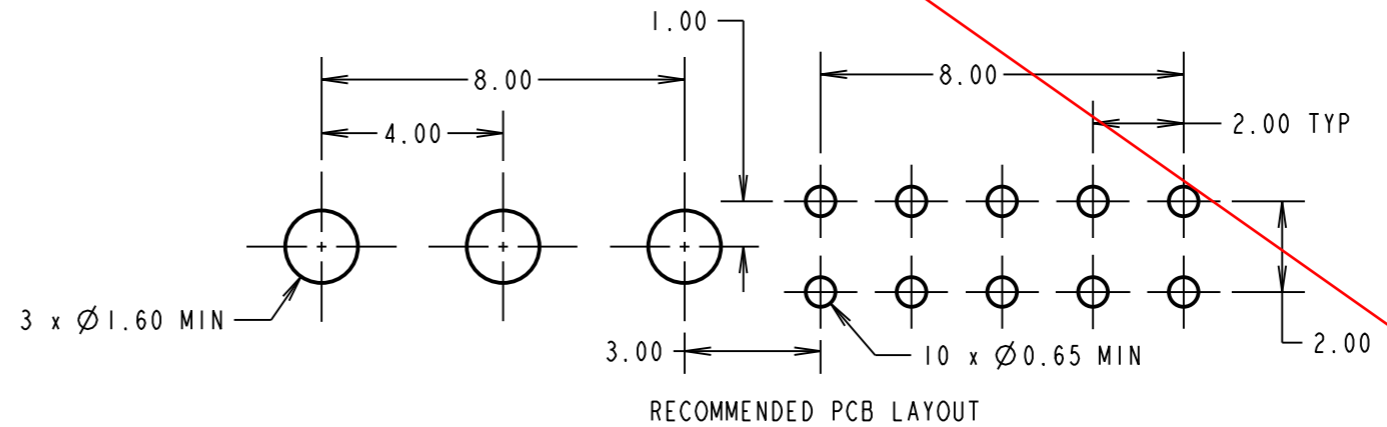 1.00
8.00
8.00
4.00
2.00 TYP
3 x Ø1.60 MIN
3.00
10 x Ø0.65 MIN
2.00
RECOMMENDED PCB LAYOUT